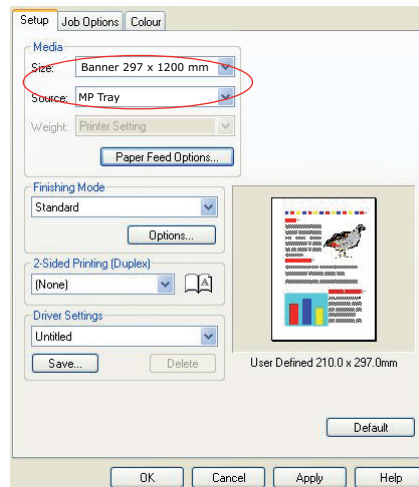 Setup Job Options Colour
Media
Size: Banner 297 x 1200 mm
Source: MP Tray
Weight: Printer Setting
Paper Feed Options...
Finishing Mode
Standard
Options...
2-Sided Printing (Duplex)
(None)
A
Driver Settings
Untitled
Save... Delete
User Defined 210.0 x 297.0mm
Default
OK Cancel Apply Help